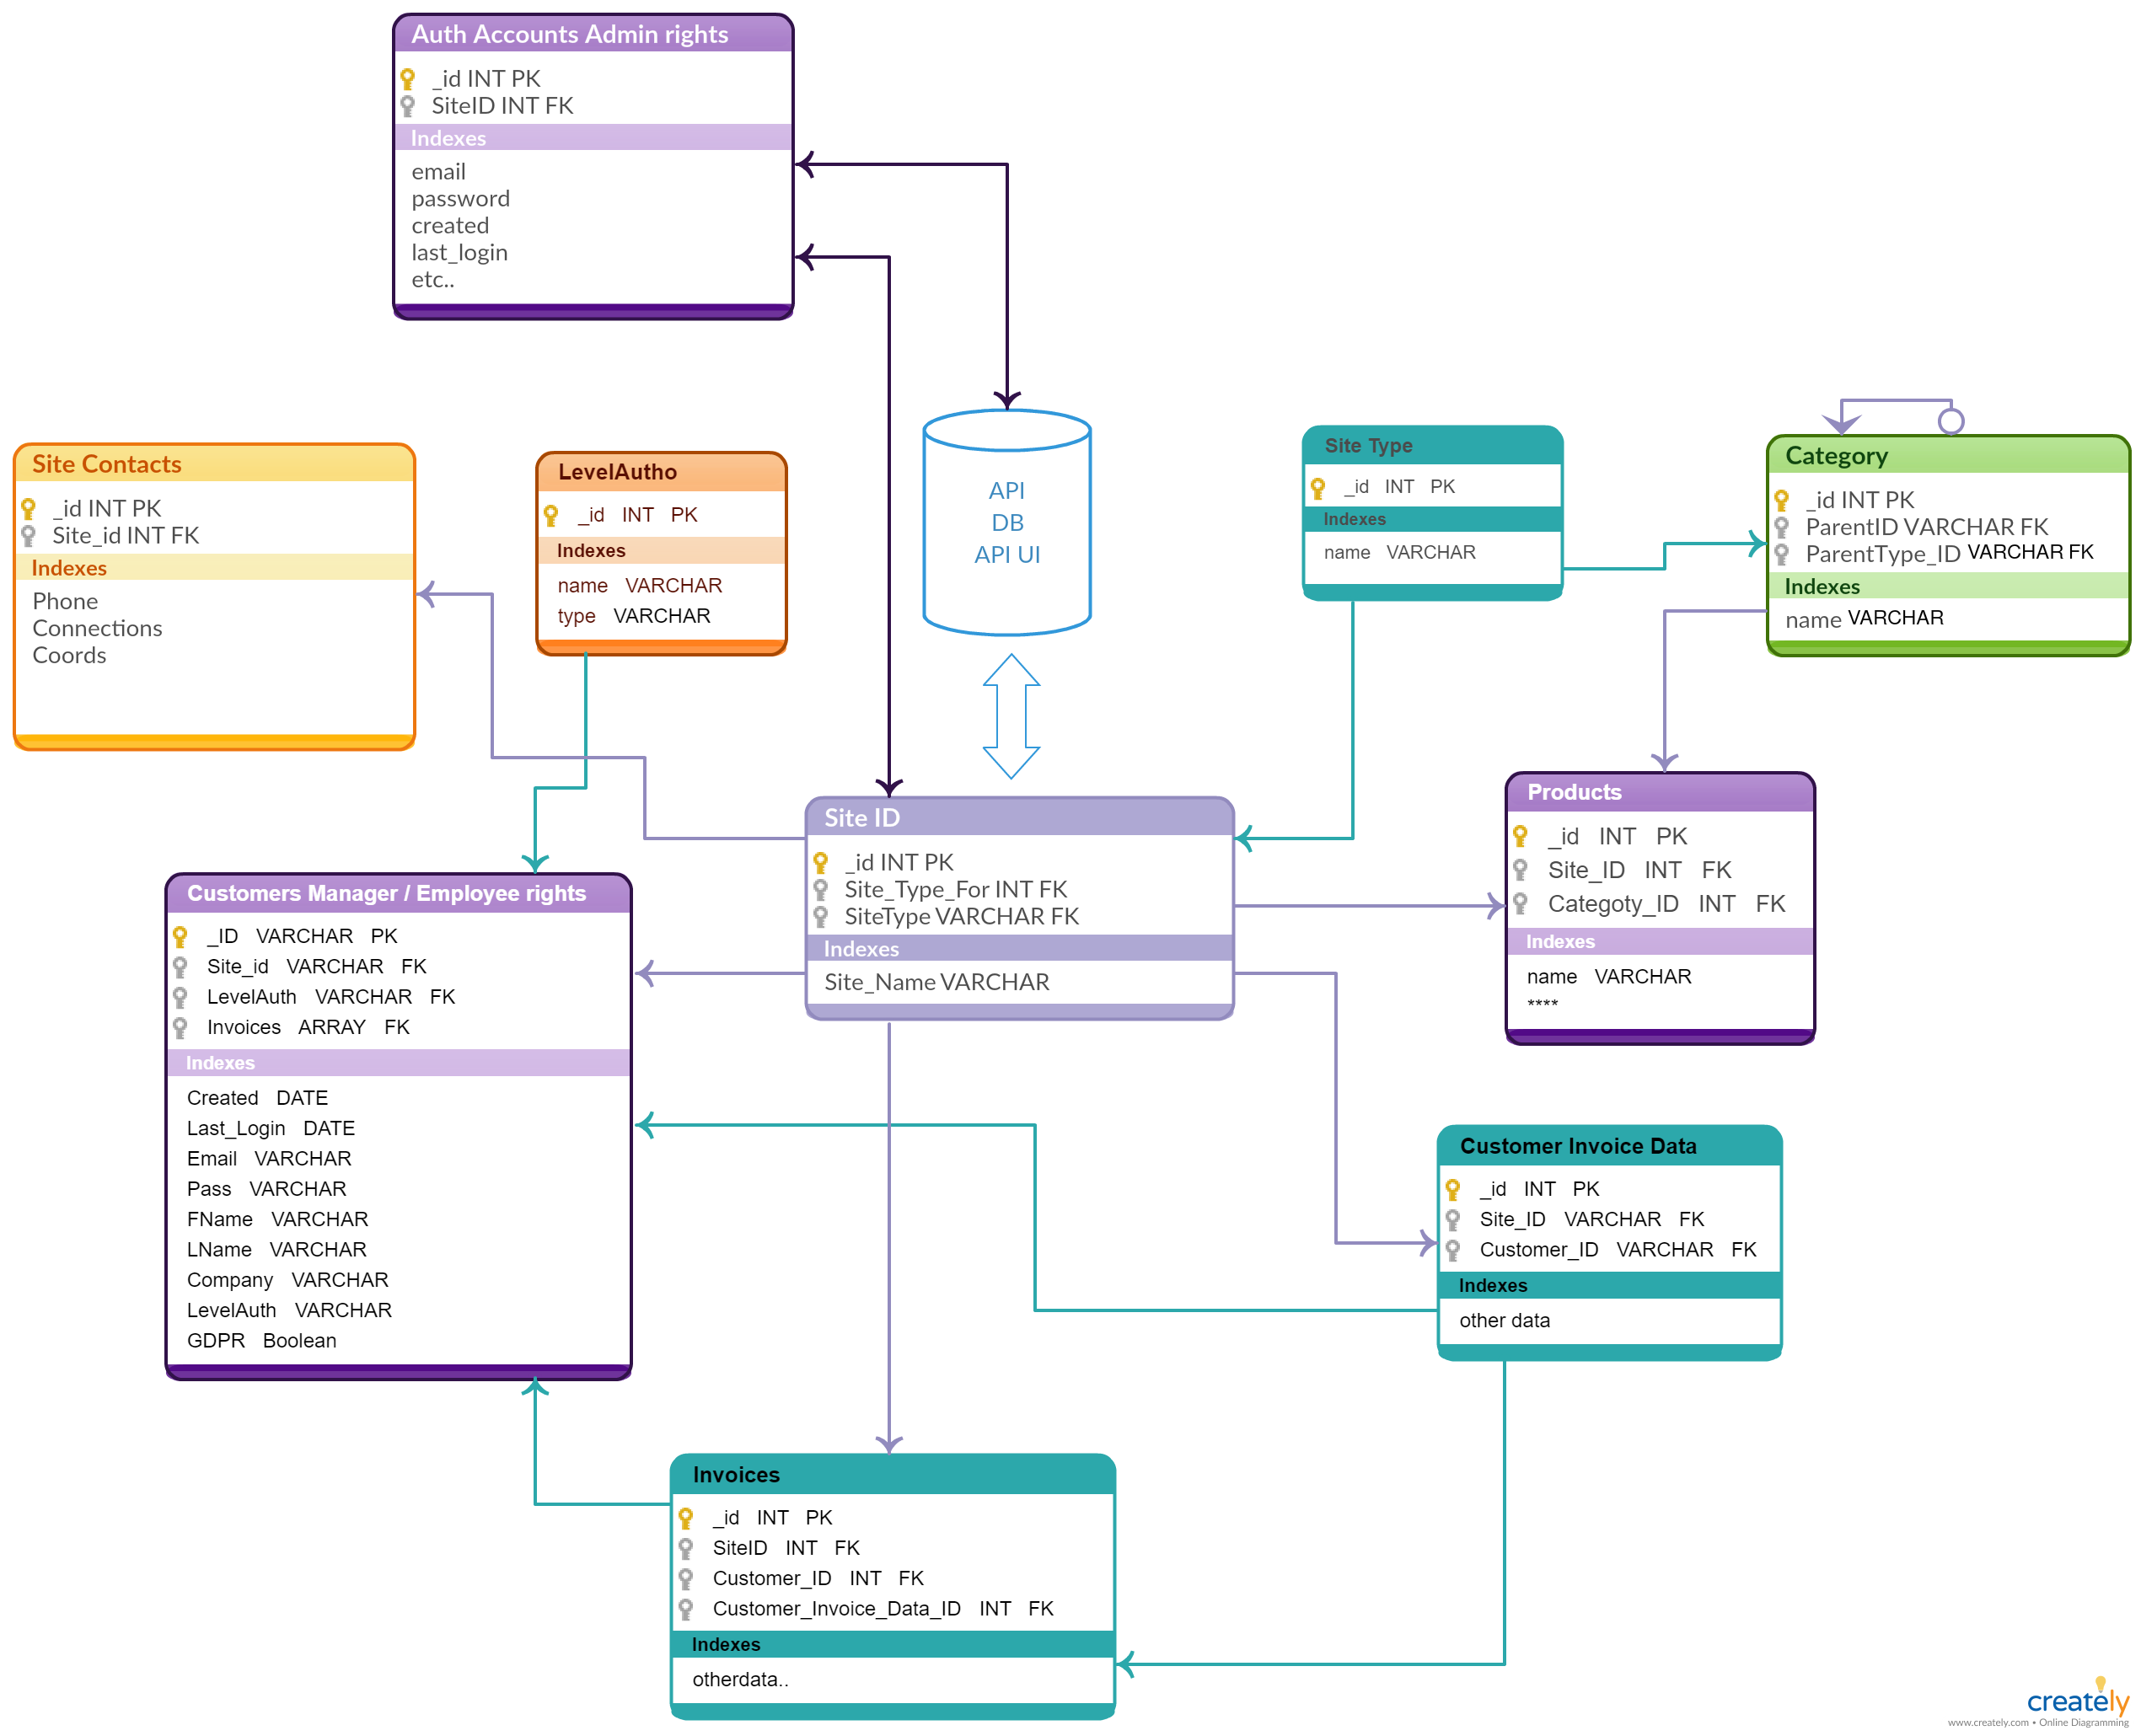 Auth Accounts Admin rights
_id INT PK
SiteID INT FK
Indexes
email
password
created
last_login
etc..
Site Contacts
_id INT PK
Site_id INT FK
Indexes
Phone
Connections
Coords
LevelAutho
_id INT PK
Indexes
name VARCHAR
type VARCHAR
API
DB
API UI
Site Type
_id INT PK
Indexes
name VARCHAR
Category
_id INT PK
ParentID VARCHAR FK
ParentType_ID VARCHAR FK
Indexes
name VARCHAR
Site ID
_id INT PK
Site_Type_For INT FK
SiteType VARCHAR FK
Indexes
Site_Name VARCHAR
Products
_id INT PK
Site_ID INT FK
Categoty_ID INT FK
Indexes
name VARCHAR
****
Customers Manager / Employee rights
_ID VARCHAR PK
Site_id VARCHAR FK
LevelAuth VARCHAR FK
Invoices ARRAY FK
Indexes
Created DATE
Last_Login DATE
Email VARCHAR
Pass VARCHAR
FName VARCHAR
LName VARCHAR
Company VARCHAR
LevelAuth VARCHAR
GDPR Boolean
Customer Invoice Data
_id INT PK
Site_ID VARCHAR FK
Customer_ID VARCHAR FK
Indexes
other data
Invoices
_id INT PK
SiteID INT FK
Customer_ID INT FK
Customer_Invoice_Data_ID INT FK
Indexes
otherdata..
creately
www.creately.com • Online Diagramming